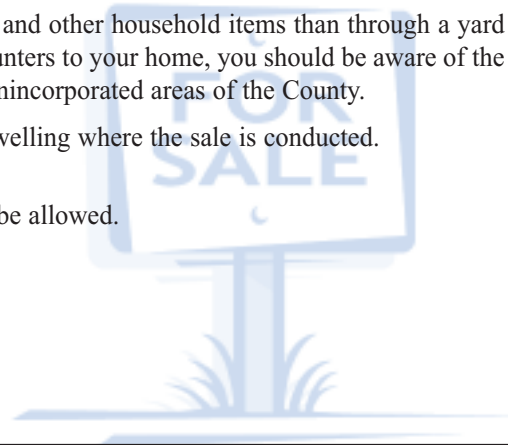 and other household items than through a yard
unters to your home, you should be aware of the
nincorporated areas of the County.
FOR
welling where the sale is conducted.
SALE
be allowed.